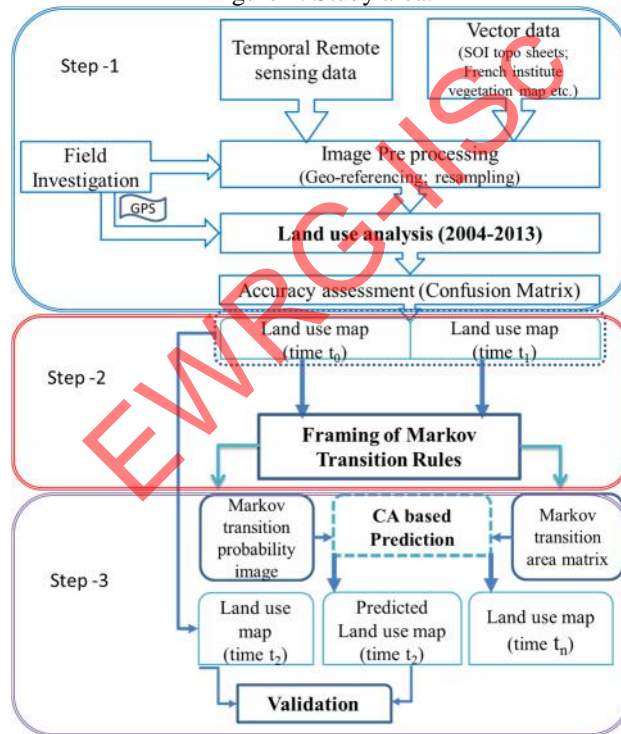 Step -1
Temporal Remote
sensing data
Vector data
(SOI topo sheets;
French institute
vegetation map etc.)
Field
Investigation
GPS
Image Pre processing
(Geo-referencing; resampling)
Land use analysis (2004-2013)
Accuracy assessment (Confusion Matrix)
Step -2
Land use map
(time t₀)
Land use map
(time t₁)
Framing of Markov
Transition Rules
Step -3
Markov
transition
probability
image
CA based
Prediction
Markov
transition
area matrix
Land use
map
(time t₂)
Predicted
Land use map
(time t₂)
Land use map
(time tₙ)
Validation
EWRG-IISc